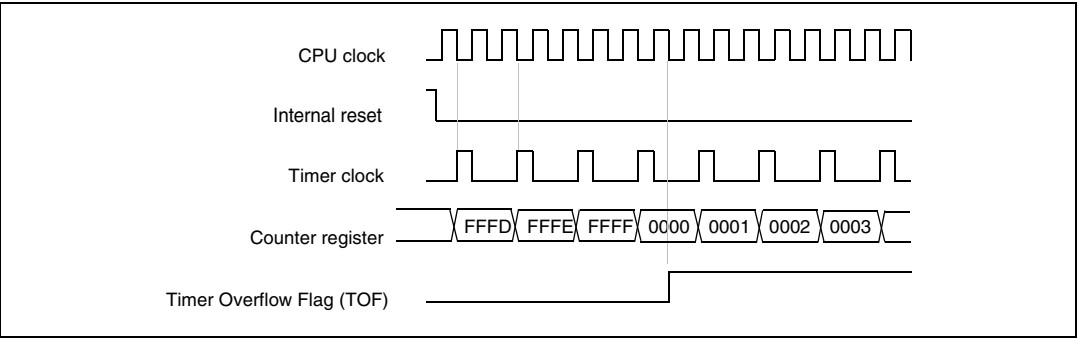 CPU clock
Internal reset
Timer clock
Counter register FFFD FFFE FFFF 0000 0001 0002 0003
Timer Overflow Flag (TOF)